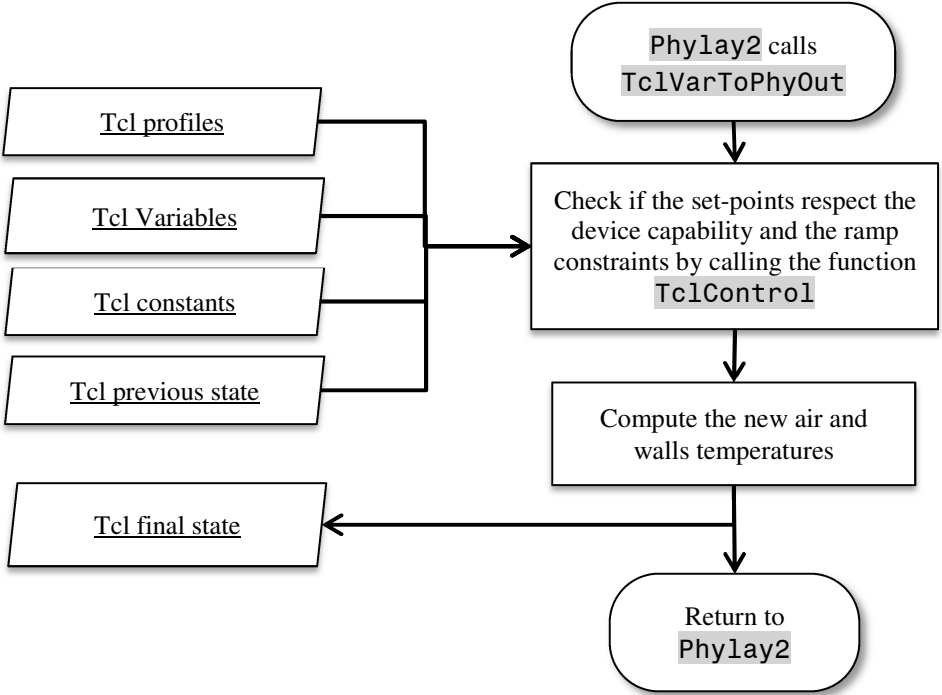 Phylay2 calls
TclVarToPhyOut
Tcl profiles
Tcl Variables
Tcl constants
Tcl previous state
Check if the set-points respect the
device capability and the ramp
constraints by calling the function
TclControl
Compute the new air and
walls temperatures
Tcl final state
Return to
Phylay2